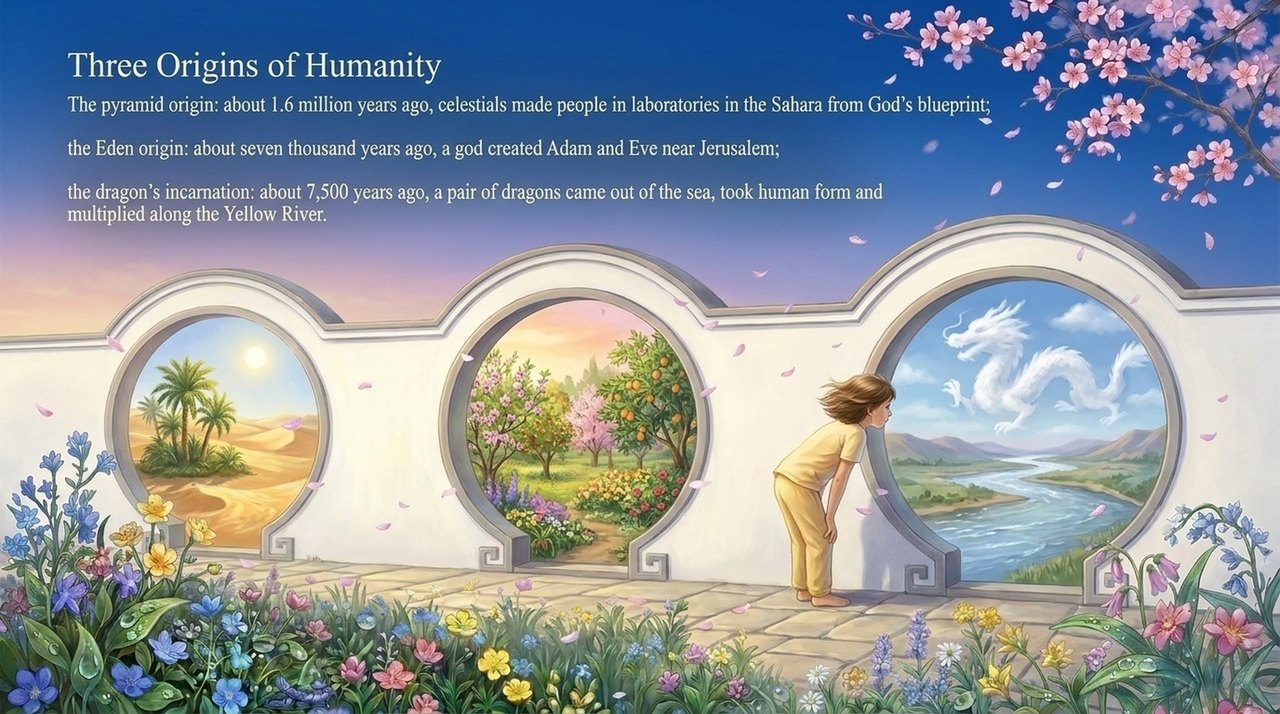 Three Origins of Humanity
The pyramid origin: about 1.6 million years ago, celestials made people in laboratories in the Sahara from God’s blueprint;
the Eden origin: about seven thousand years ago, a god created Adam and Eve near Jerusalem;
the dragon’s incarnation: about 7,500 years ago, a pair of dragons came out of the sea, took human form and
multiplied along the Yellow River.